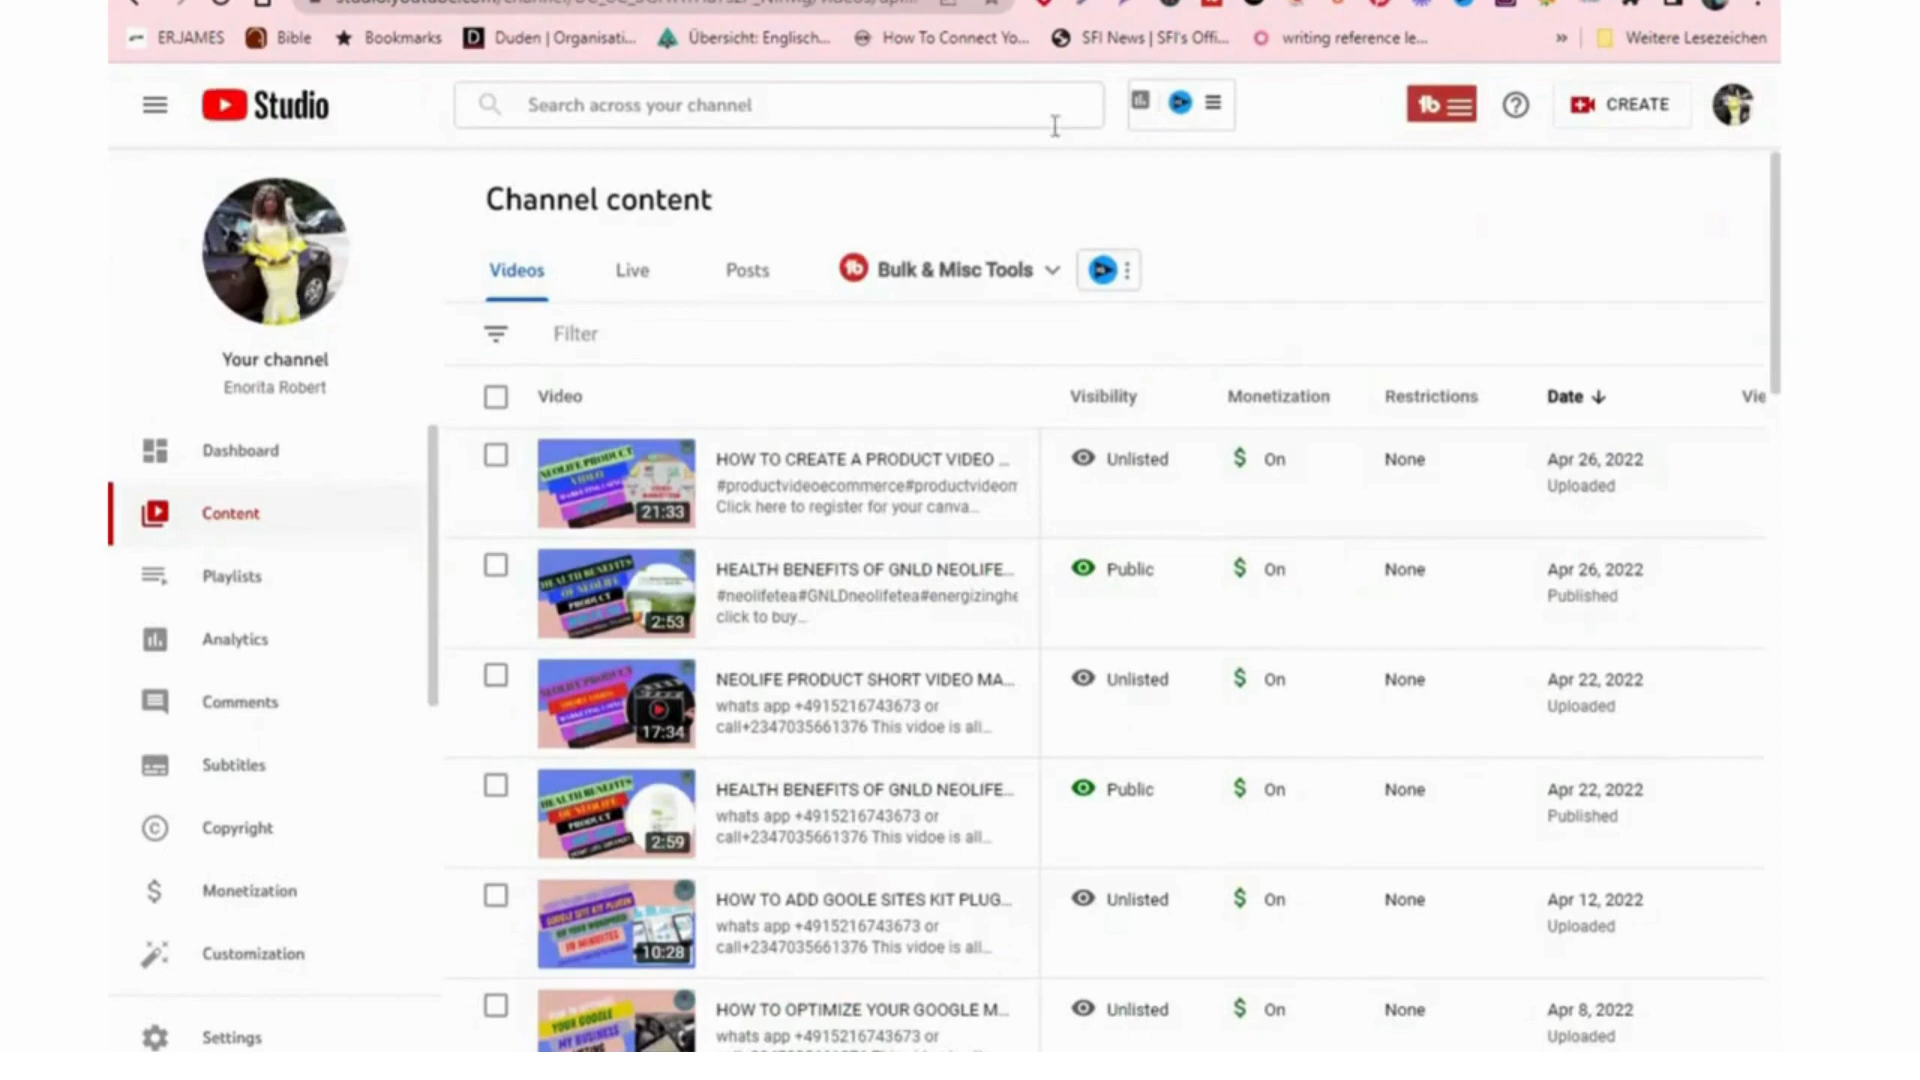 ERJAMES
Bible
Bookmarks
Duden | Organisati...
Übersicht: Englisch...
How To Connect Yo...
SFI News | SFI's Offi...
writing reference le...
»
Weitere Lesezeichen
Studio
Search across your channel
CREATE
Channel content
Videos
Live
Posts
Bulk & Misc Tools
Filter
Your channel
Enorita Robert
Dashboard
Content
Playlists
Analytics
Comments
Subtitles
Copyright
Monetization
Customization
Settings
Video
Visibility
Monetization
Restrictions
Date
Vie
HOW TO CREATE A PRODUCT VIDEO ...
#productvideoecommerce#productvideom
Click here to register for your canva...
21:33
Unlisted
$ On
None
Apr 26, 2022
Uploaded
HEALTH BENEFITS OF GNLD NEOLIFE...
#neolifetea#GNLDneolifetea#energizinghe
click to buy...
2:53
Public
$ On
None
Apr 26, 2022
Published
NEOLIFE PRODUCT SHORT VIDEO MA...
whats app +4915216743673 or
call+2347035661376 This vidoe is all...
17:34
Unlisted
$ On
None
Apr 22, 2022
Uploaded
HEALTH BENEFITS OF GNLD NEOLIFE...
whats app +4915216743673 or
call+2347035661376 This vidoe is all...
2:59
Public
$ On
None
Apr 22, 2022
Published
HOW TO ADD GOOLE SITES KIT PLUG...
whats app +4915216743673 or
call+2347035661376 This vidoe is all...
10:28
Unlisted
$ On
None
Apr 12, 2022
Uploaded
HOW TO OPTIMIZE YOUR GOOGLE M...
whats app +4915216743673 or
Unlisted
$ On
None
Apr 8, 2022
Uploaded